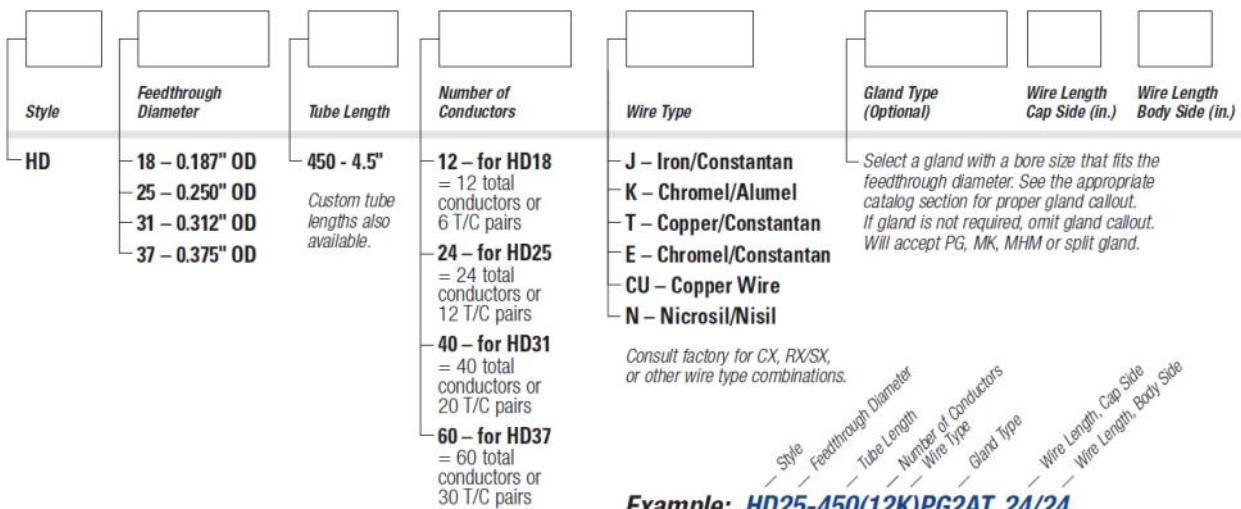 Style
Feedthrough
Diameter
Tube Length
Number of
Conductors
Wire Type
Gland Type
(Optional)
Wire Length
Cap Side (in.)
Wire Length
Body Side (in.)
HD
18 – 0.187" OD
25 – 0.250" OD
31 – 0.312" OD
37 – 0.375" OD
450 - 4.5"
Custom tube
lengths also
available.
12 – for HD18
= 12 total
conductors or
6 T/C pairs
24 – for HD25
= 24 total
conductors or
12 T/C pairs
40 – for HD31
= 40 total
conductors or
20 T/C pairs
60 – for HD37
= 60 total
conductors or
30 T/C pairs
J – Iron/Constantan
K – Chromel/Alumel
T – Copper/Constantan
E – Chromel/Constantan
CU – Copper Wire
N – Nicrosil/Nisil
Consult factory for CX, RX/SX,
or other wire type combinations.
Select a gland with a bore size that fits the
feedthrough diameter. See the appropriate
catalog section for proper gland callout.
If gland is not required, omit gland callout.
Will accept PG, MK, MHM or split gland.
Style
Feedthrough Diameter
Tube Length
Number of Conductors
Wire Type
Gland Type
Wire Length, Cap Side
Wire Length, Body Side
Example: HD25-450(12K)PG2AT, 24/24